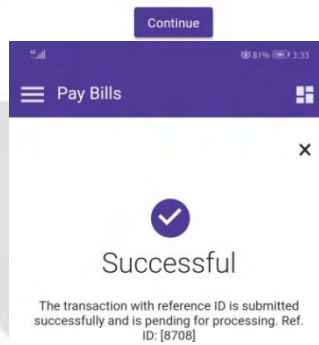 Continue
81% 3:35
Pay Bills
Successful
The transaction with reference ID is submitted
successfully and is pending for processing. Ref.
ID: [8708]